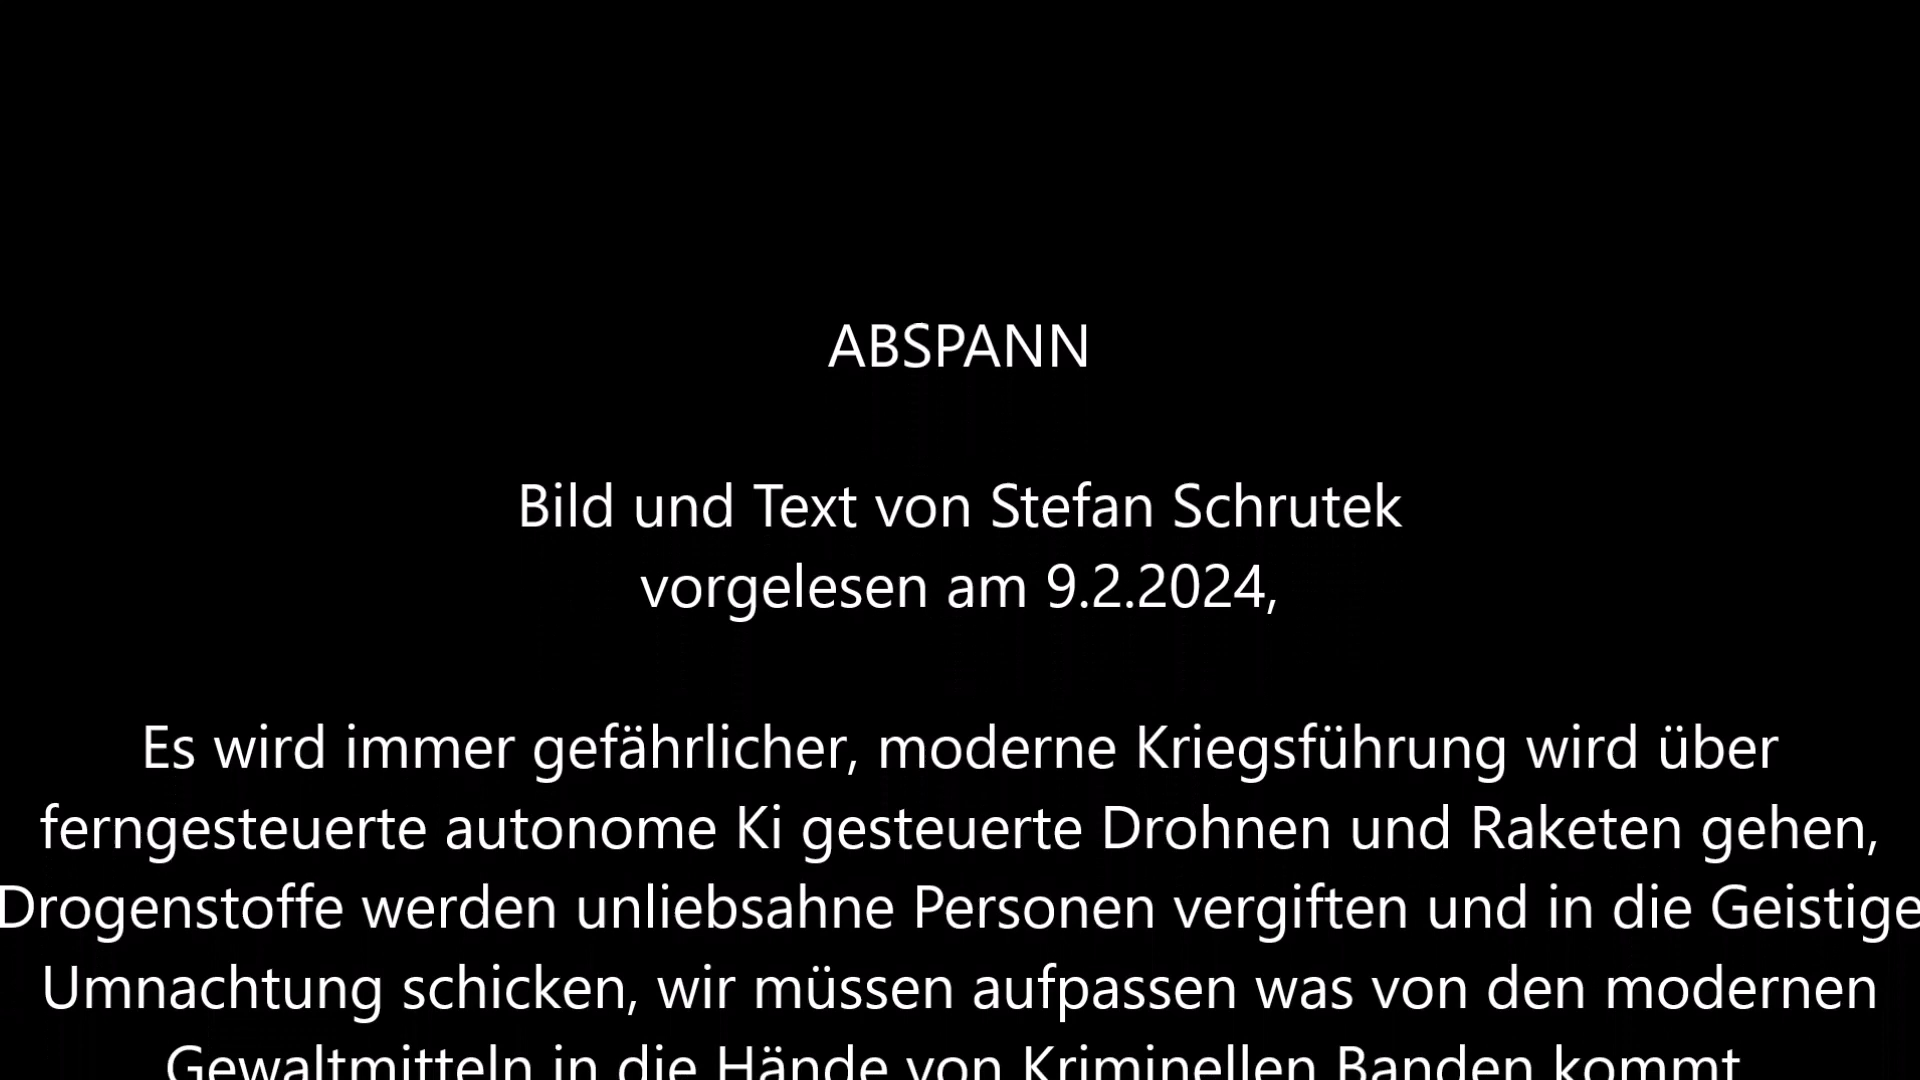 ABSPANN
Bild und Text von Stefan Schrutek
vorgelesen am 9.2.2024,
Es wird immer gefährlicher, moderne Kriegsführung wird über
ferngesteuerte autonome Ki gesteuerte Drohnen und Raketen gehen,
Drogenstoffe werden unliebsahne Personen vergiften und in die Geistige
Umnachtung schicken, wir müssen aufpassen was von den modernen
Gewaltmitteln in die Hände von Kriminellen Banden kommt